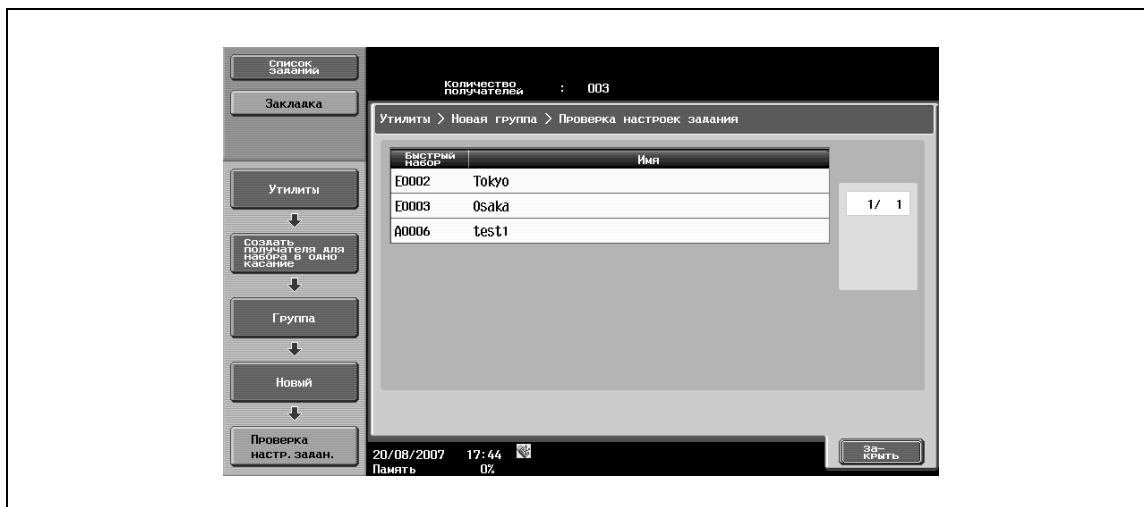 Список
заданий
Закладка
Количество
получателей : 003
Утилиты > Новая группа > Проверка настроек задания
Быстрый
набор
Имя
E0002 Tokyo
E0003 Osaka
A0006 test1
1/ 1
Утилиты
Создать
получателя для
набора в одно
касание
Группа
Новый
Проверка
настр. задан.
20/08/2007 17:44
Память 0%
За-
крыть